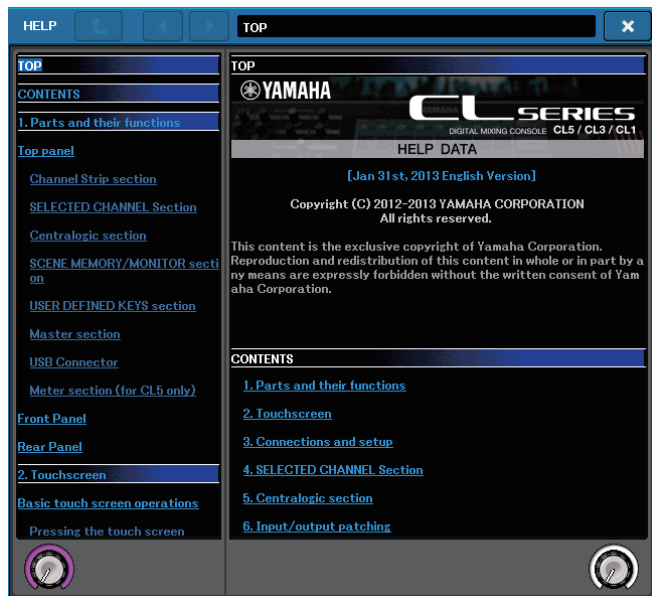 HELP
TOP
TOP
CONTENTS
1. Parts and their functions
Top panel
Channel Strip section
SELECTED CHANNEL Section
Centralogic section
SCENE MEMORY/MONITOR secti
on
USER DEFINED KEYS section
Master section
USB Connector
Meter section (for CL5 only)
Front Panel
Rear Panel
2. Touchscreen
Basic touch screen operations
Pressing the touch screen
TOP
YAMAHA
CL SERIES
DIGITAL MIXING CONSOLE CL5 / CL3 / CL1
HELP DATA
[Jan 31st, 2013 English Version]
Copyright (C) 2012-2013 YAMAHA CORPORATION
All rights reserved.
This content is the exclusive copyright of Yamaha Corporation.
Reproduction and redistribution of this content in whole or in part by a
ny means are expressly forbidden without the written consent of Yam
aha Corporation.
CONTENTS
1. Parts and their functions
2. Touchscreen
3. Connections and setup
4. SELECTED CHANNEL Section
5. Centralogic section
6. Input/output patching